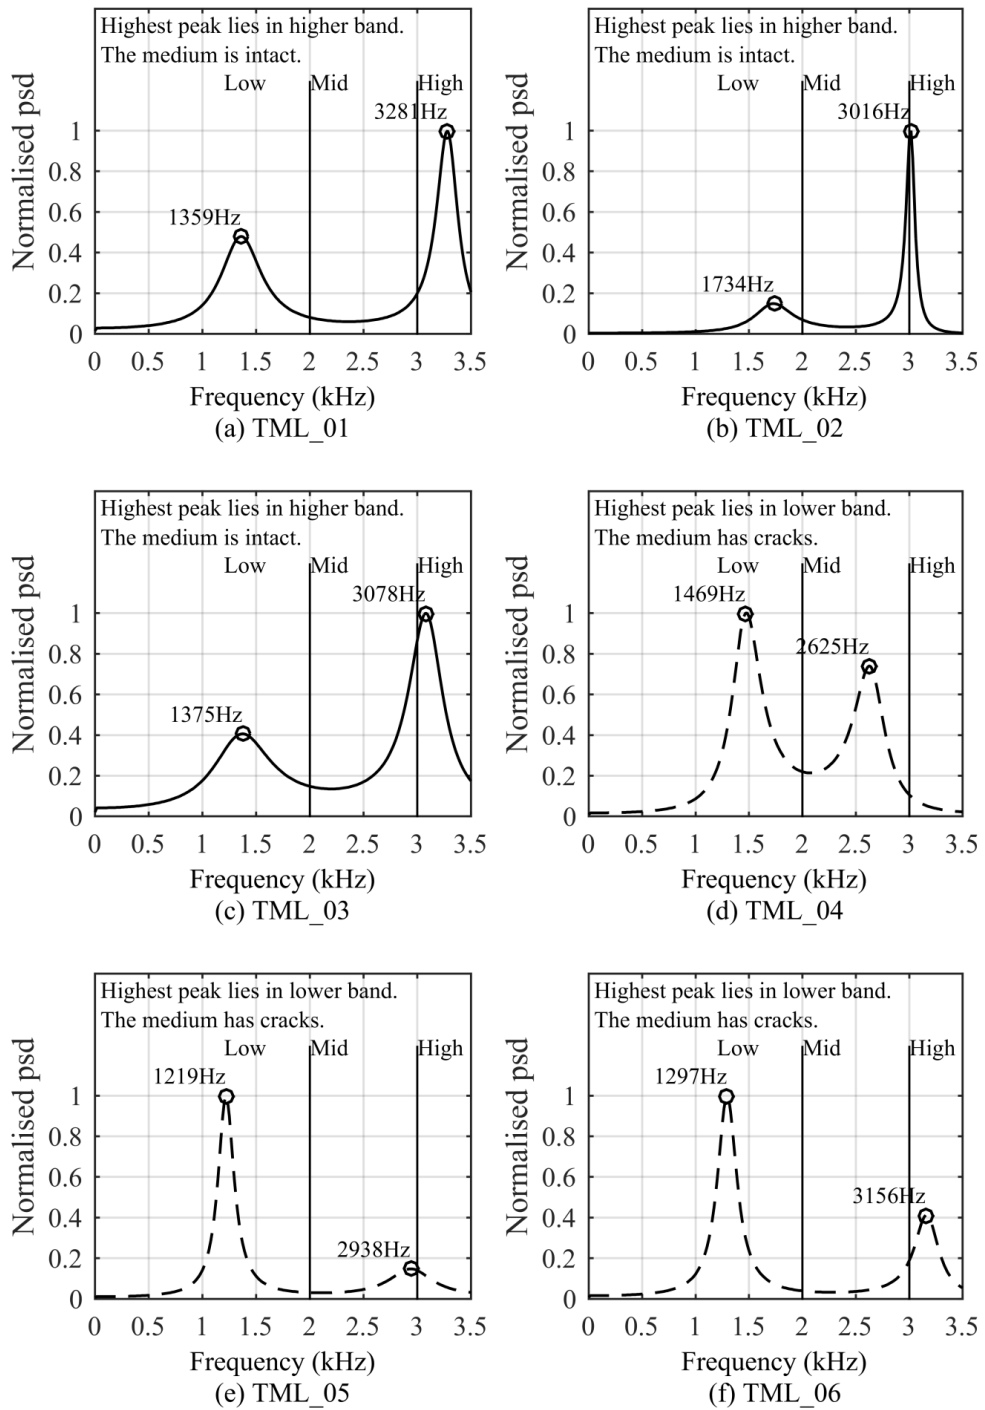 Highest peak lies in higher band.
The medium is intact.
Low Mid High
3281Hz
1359Hz
Normalised psd
1
0.8
0.6
0.4
0.2
0
0 0.5 1 1.5 2 2.5 3 3.5
Frequency (kHz)
(a) TML_01
Highest peak lies in higher band.
The medium is intact.
Low Mid High
3016Hz
1734Hz
Normalised psd
1
0.8
0.6
0.4
0.2
0
0 0.5 1 1.5 2 2.5 3 3.5
Frequency (kHz)
(b) TML_02
Highest peak lies in higher band.
The medium is intact.
Low Mid High
3078Hz
1375Hz
Normalised psd
1
0.8
0.6
0.4
0.2
0
0 0.5 1 1.5 2 2.5 3 3.5
Frequency (kHz)
(c) TML_03
Highest peak lies in lower band.
The medium has cracks.
Low Mid High
1469Hz
2625Hz
Normalised psd
1
0.8
0.6
0.4
0.2
0
0 0.5 1 1.5 2 2.5 3 3.5
Frequency (kHz)
(d) TML_04
Highest peak lies in lower band.
The medium has cracks.
Low Mid High
1219Hz
2938Hz
Normalised psd
1
0.8
0.6
0.4
0.2
0
0 0.5 1 1.5 2 2.5 3 3.5
Frequency (kHz)
(e) TML_05
Highest peak lies in lower band.
The medium has cracks.
Low Mid High
1297Hz
3156Hz
Normalised psd
1
0.8
0.6
0.4
0.2
0
0 0.5 1 1.5 2 2.5 3 3.5
Frequency (kHz)
(f) TML_06